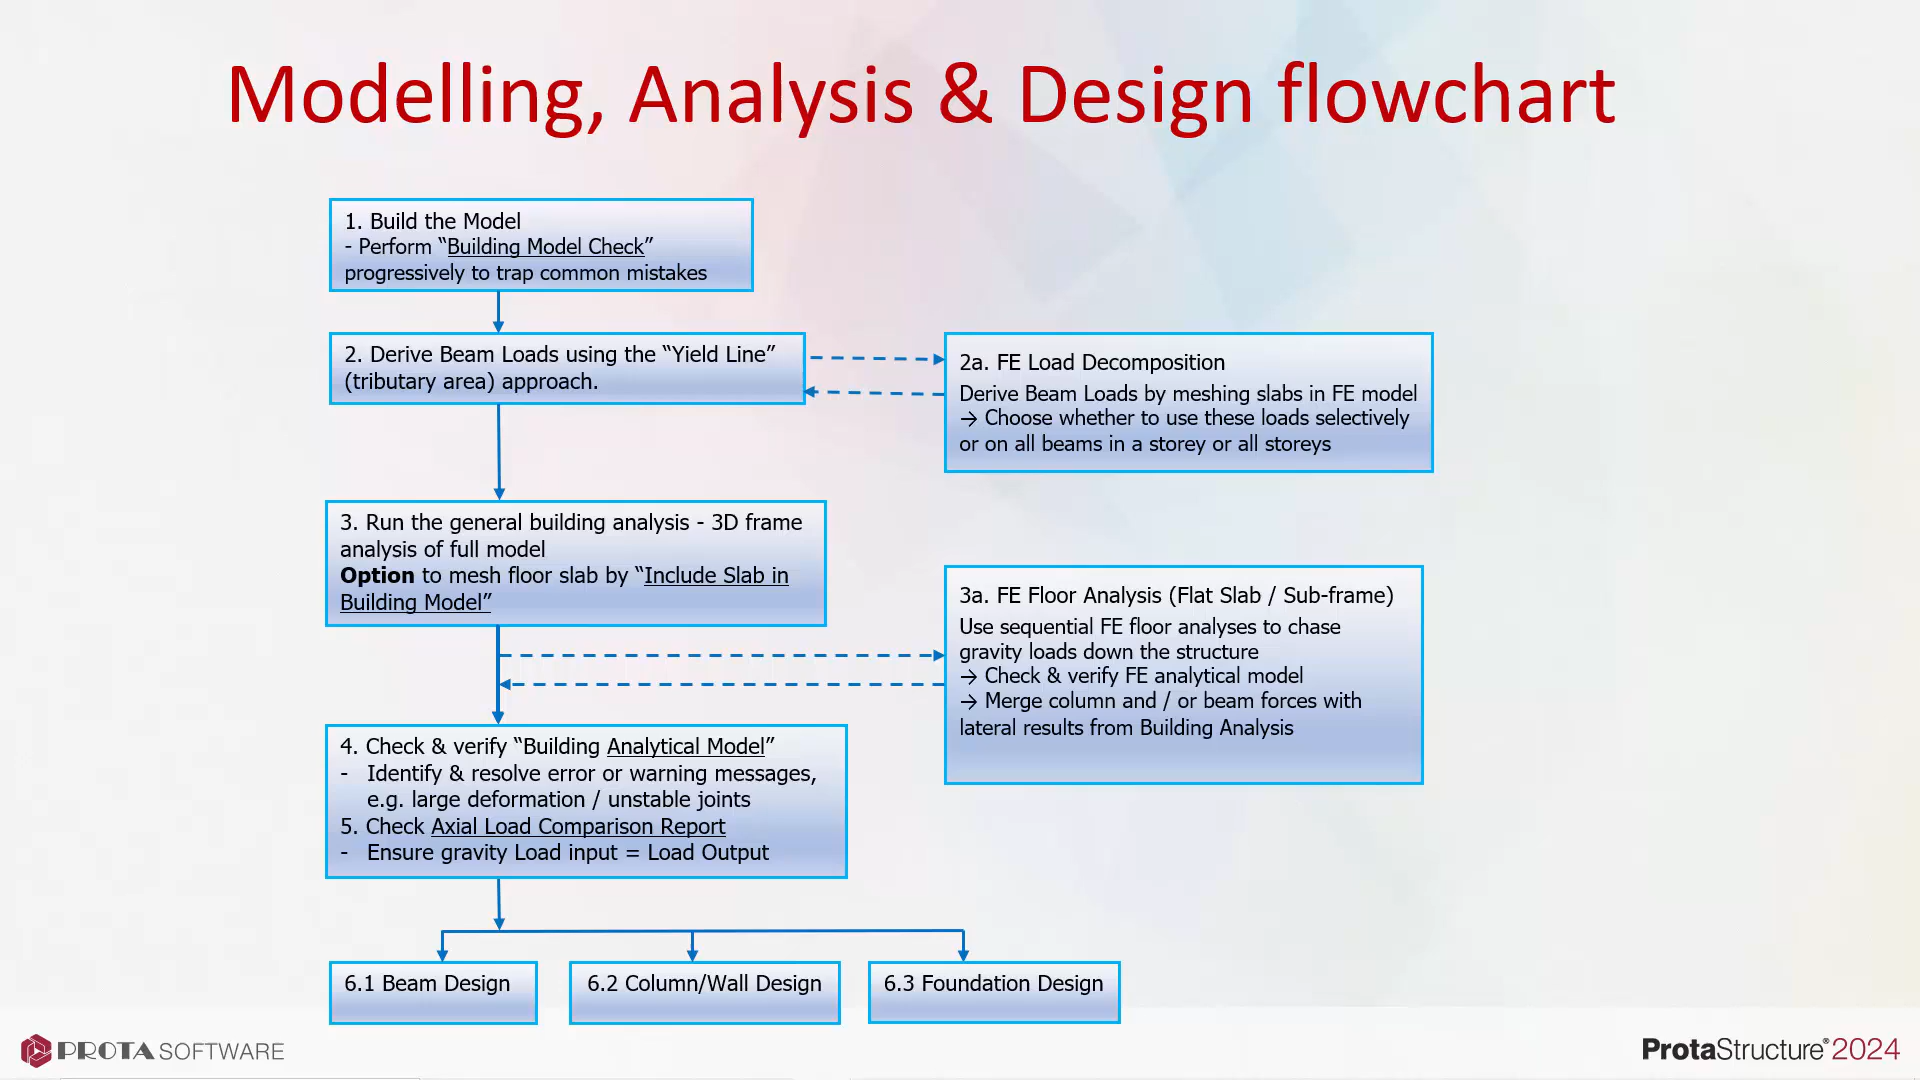 Modelling, Analysis & Design flowchart
1. Build the Model
- Perform “Building Model Check”
progressively to trap common mistakes
2. Derive Beam Loads using the “Yield Line”
(tributary area) approach.
2a. FE Load Decomposition
Derive Beam Loads by meshing slabs in FE model
→ Choose whether to use these loads selectively
or on all beams in a storey or all storeys
3. Run the general building analysis - 3D frame
analysis of full model
Option to mesh floor slab by “Include Slab in
Building Model”
3a. FE Floor Analysis (Flat Slab / Sub-frame)
Use sequential FE floor analyses to chase
gravity loads down the structure
→ Check & verify FE analytical model
→ Merge column and / or beam forces with
lateral results from Building Analysis
4. Check & verify “Building Analytical Model”
- Identify & resolve error or warning messages,
e.g. large deformation / unstable joints
5. Check Axial Load Comparison Report
- Ensure gravity Load input = Load Output
6.1 Beam Design
6.2 Column/Wall Design
6.3 Foundation Design
PROTA SOFTWARE
ProtaStructure® 2024